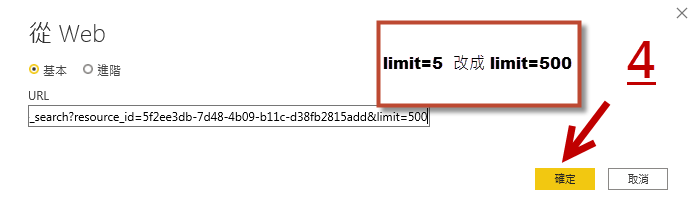 從 Web
limit=5 改成 limit=500
4
基本 進階
URL
_search?resource_id=5f2ee3db-7d48-4b09-b11c-d38fb2815add&limit=500
確定 取消